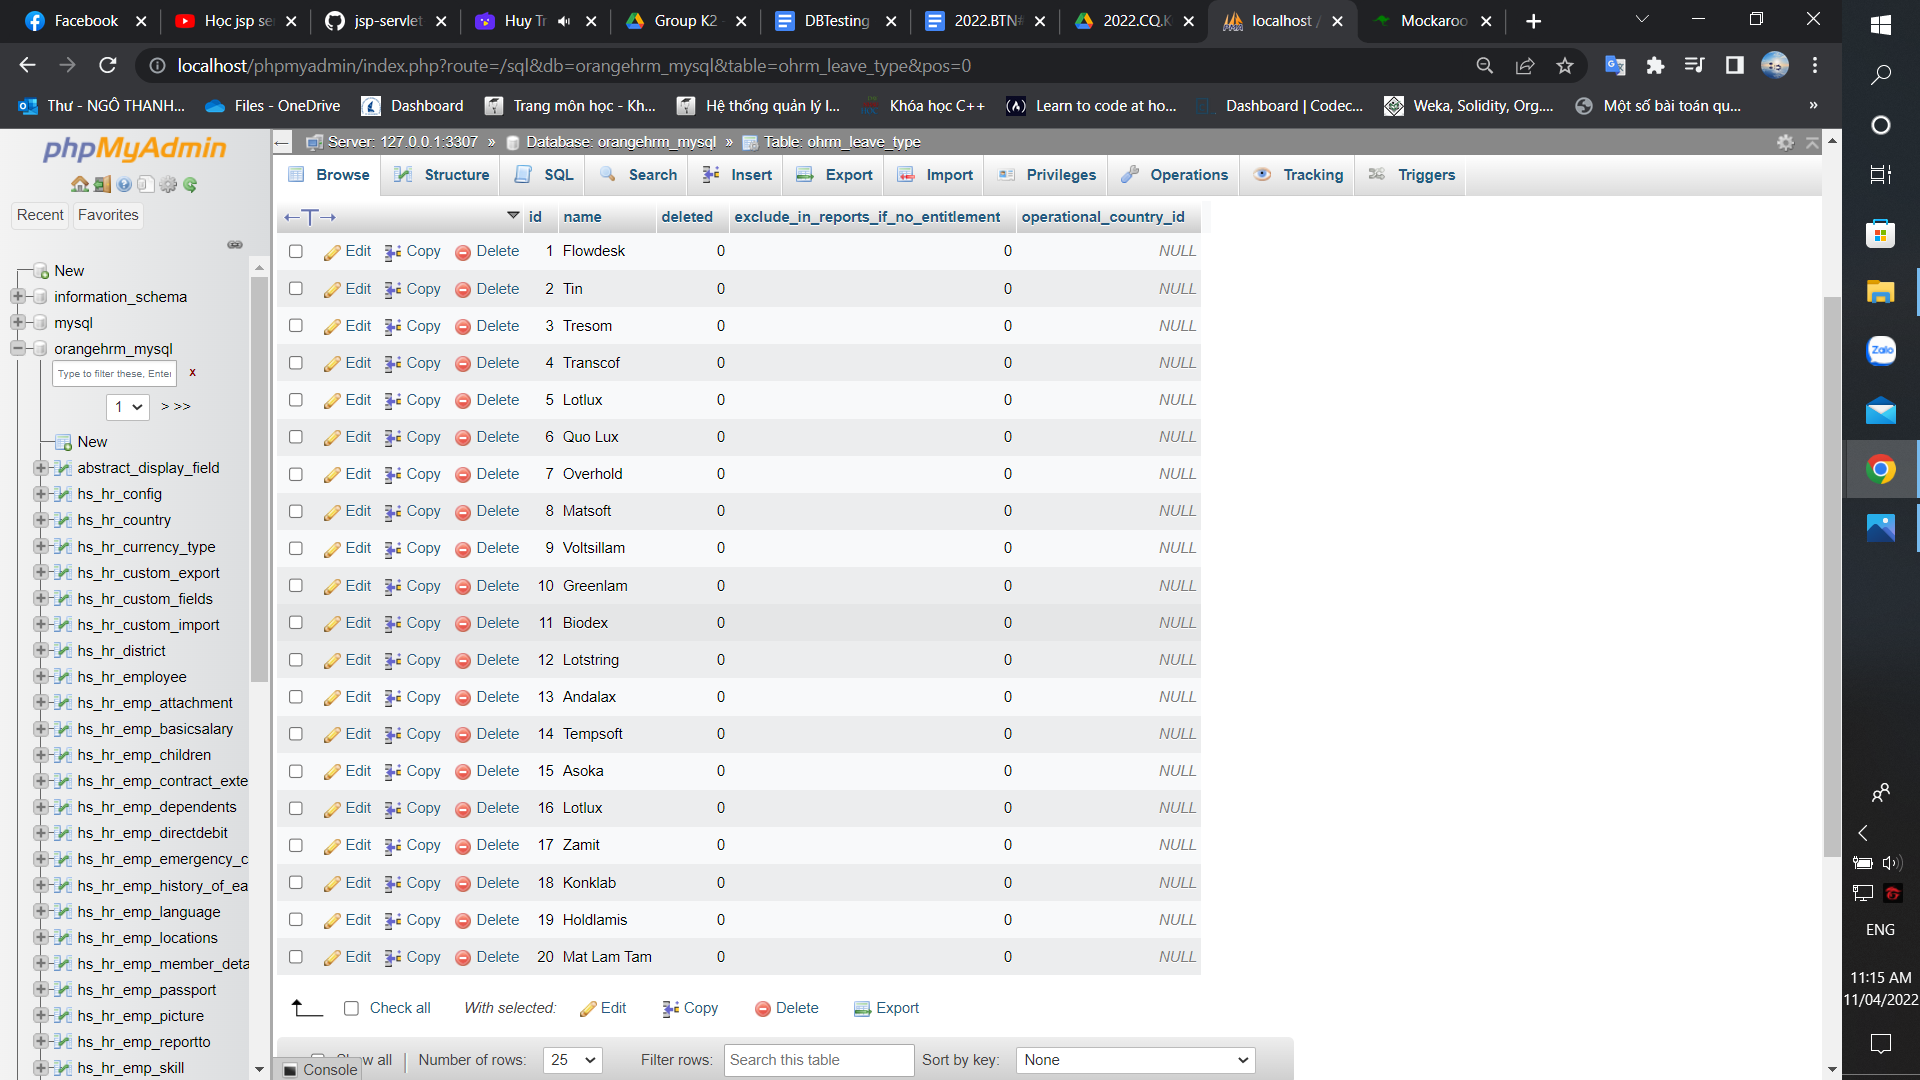 Facebook
Học jsp se
jsp-servlet
Huy Tr
Group K2 -
DBTesting
2022.BTN#
2022.CQ.K
localhost /
Mockaroo
localhost/phpmyadmin/index.php?route=/sql&db=orangehrm_mysql&table=ohrm_leave_type&pos=0
Thư - NGÔ THANH...
Files - OneDrive
Dashboard
Trang môn học - Kh...
Hệ thống quản lý l...
Khóa học C++
Learn to code at ho...
Dashboard | Codec...
Weka, Solidity, Org....
Một số bài toán qu...
»
phpMyAdmin
Recent
Favorites
New
information_schema
mysql
orangehrm_mysql
Type to filter these, Enter
x
1
> >>
New
abstract_display_field
hs_hr_config
hs_hr_country
hs_hr_currency_type
hs_hr_custom_export
hs_hr_custom_fields
hs_hr_custom_import
hs_hr_district
hs_hr_employee
hs_hr_emp_attachment
hs_hr_emp_basicsalary
hs_hr_emp_children
hs_hr_emp_contract_exte
hs_hr_emp_dependents
hs_hr_emp_directdebit
hs_hr_emp_emergency_c
hs_hr_emp_history_of_ea
hs_hr_emp_language
hs_hr_emp_locations
hs_hr_emp_member_deta
hs_hr_emp_passport
hs_hr_emp_picture
hs_hr_emp_reportto
hs_hr_emp_skill
Server: 127.0.0.1:3307 » Database: orangehrm_mysql » Table: ohrm_leave_type
Browse Structure SQL Search Insert Export Import Privileges Operations Tracking Triggers
id name deleted exclude_in_reports_if_no_entitlement operational_country_id
Edit Copy Delete 1 Flowdesk 0 0 NULL
Edit Copy Delete 2 Tin 0 0 NULL
Edit Copy Delete 3 Tresom 0 0 NULL
Edit Copy Delete 4 Transcof 0 0 NULL
Edit Copy Delete 5 Lotlux 0 0 NULL
Edit Copy Delete 6 Quo Lux 0 0 NULL
Edit Copy Delete 7 Overhold 0 0 NULL
Edit Copy Delete 8 Matsoft 0 0 NULL
Edit Copy Delete 9 Voltsillam 0 0 NULL
Edit Copy Delete 10 Greenlam 0 0 NULL
Edit Copy Delete 11 Biodex 0 0 NULL
Edit Copy Delete 12 Lotstring 0 0 NULL
Edit Copy Delete 13 Andalax 0 0 NULL
Edit Copy Delete 14 Tempsoft 0 0 NULL
Edit Copy Delete 15 Asoka 0 0 NULL
Edit Copy Delete 16 Lotlux 0 0 NULL
Edit Copy Delete 17 Zamit 0 0 NULL
Edit Copy Delete 18 Konklab 0 0 NULL
Edit Copy Delete 19 Holdlamis 0 0 NULL
Edit Copy Delete 20 Mat Lam Tam 0 0 NULL
Check all With selected: Edit Copy Delete Export
Show all Number of rows: 25 Filter rows: Search this table Sort by key: None
Console
Zalo
ENG
11:15 AM
11/04/2022